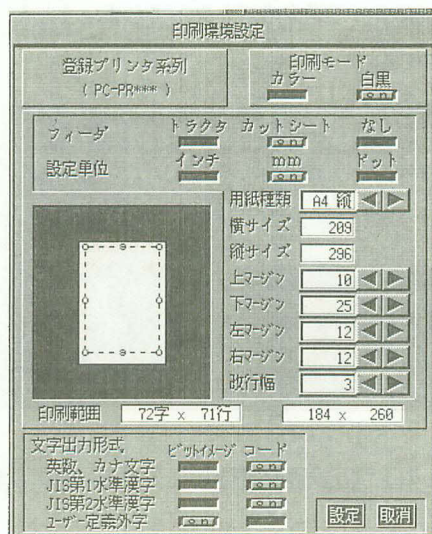 印刷環境設定
登録プリンタ系列
( PC-PR*** )
印刷モード
カラー 白黒
on
フィーダ トラクタ カットシート なし
on
設定単位 インチ mm ドット
on
用紙種類 A4 縦
横サイズ 209
縦サイズ 296
上マージン 10
下マージン 25
左マージン 12
右マージン 12
改行幅 3
印刷範囲 72字 x 71行 184 x 260
文字出力形式 ビットイメージ コード
英数、カナ文字 on
JIS第1水準漢字 on
JIS第2水準漢字 on
ユーザー定義外字 on
設定 取消